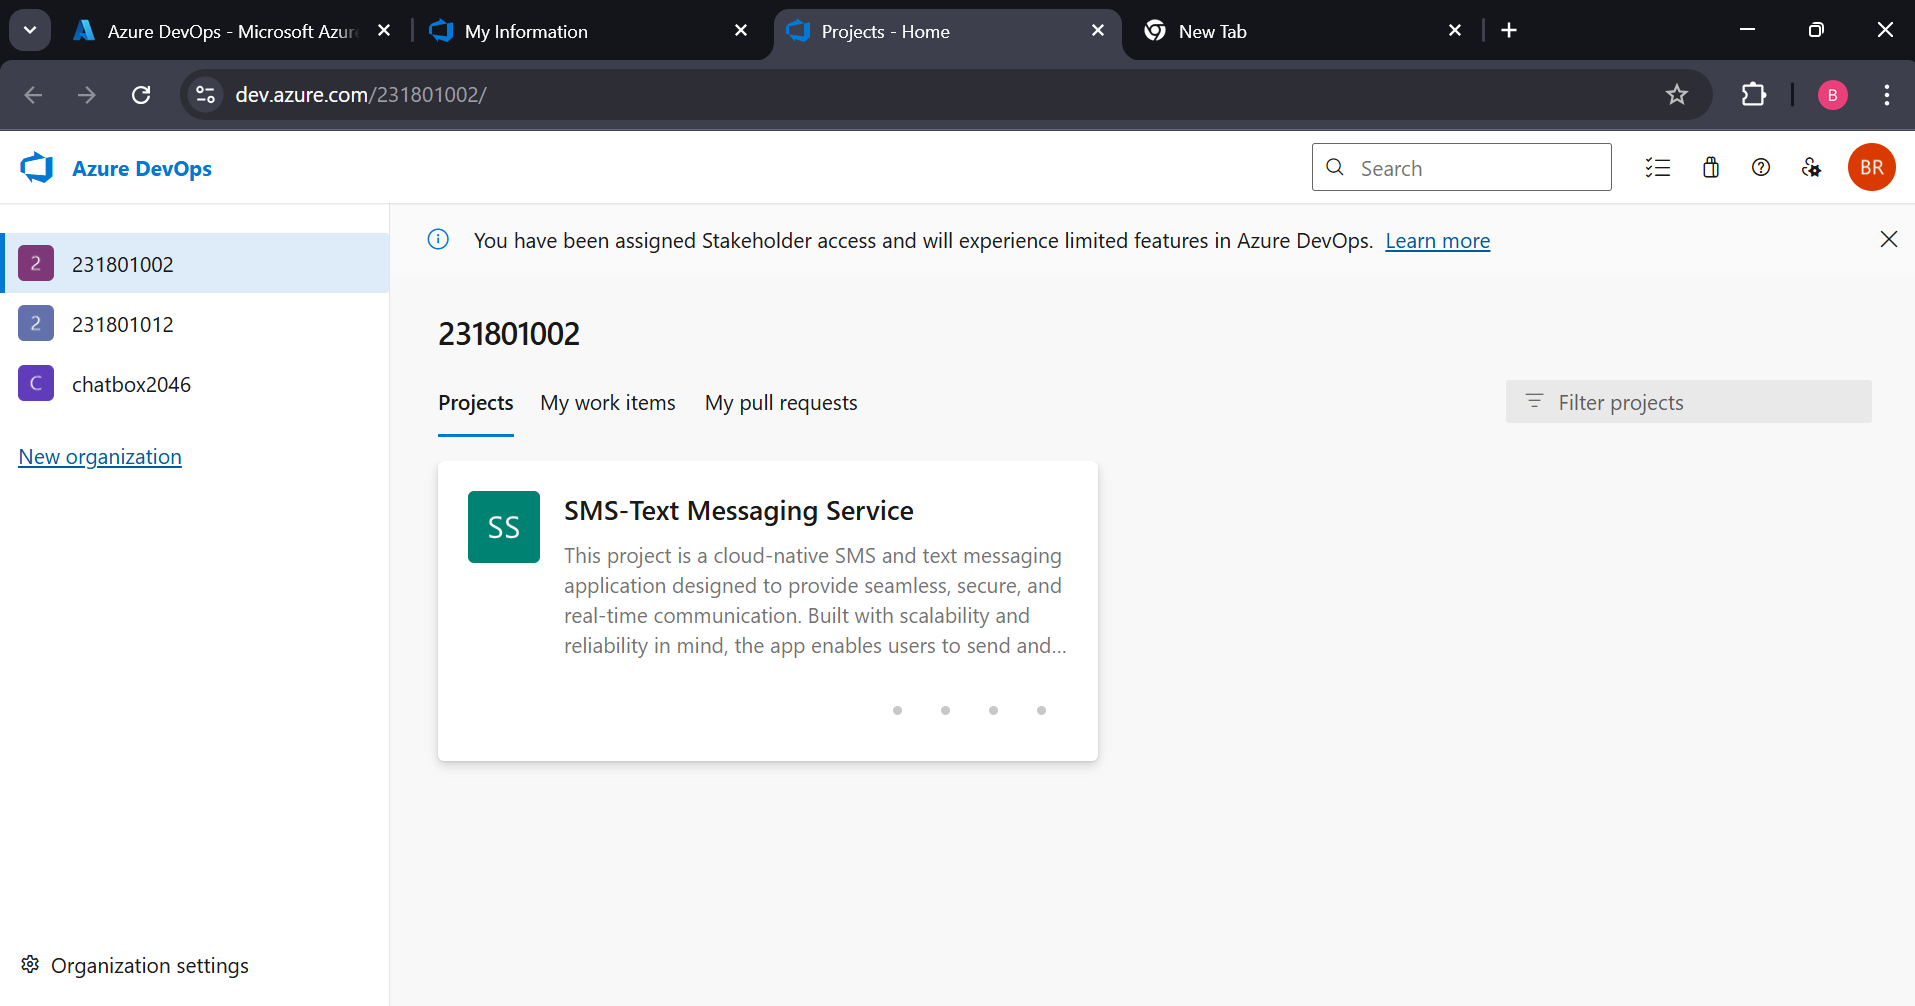 Azure DevOps - Microsoft Azur
My Information
Projects - Home
New Tab
dev.azure.com/231801002/
B
Azure DevOps
Search
BR
2 231801002
2 231801012
C chatbox2046
New organization
Organization settings
You have been assigned Stakeholder access and will experience limited features in Azure DevOps. Learn more
231801002
Projects My work items My pull requests
Filter projects
SS
SMS-Text Messaging Service
This project is a cloud-native SMS and text messaging
application designed to provide seamless, secure, and
real-time communication. Built with scalability and
reliability in mind, the app enables users to send and...